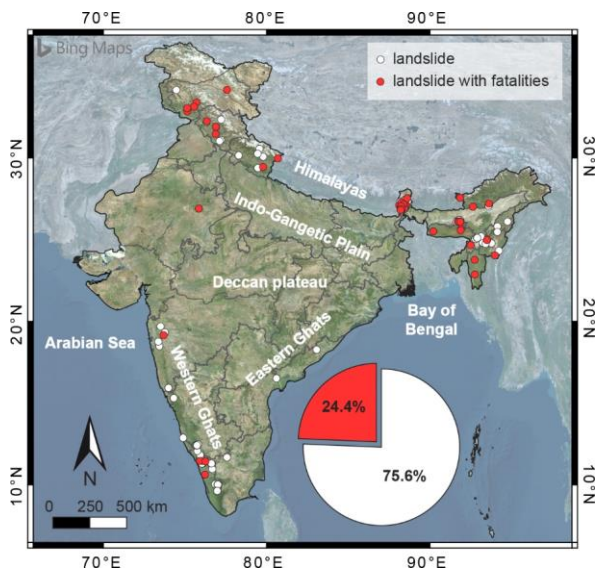 70°E 80°E 90°E
Bing Maps
landslide
landslide with fatalities
30°N
30°N
Himalayas
Indo-Gangetic Plain
Deccan plateau
20°N
20°N
Arabian Sea
Bay of
Bengal
Western Ghats
Eastern Ghats
24.4%
75.6%
N
10°N
10°N
0 250 500 km
70°E 80°E 90°E